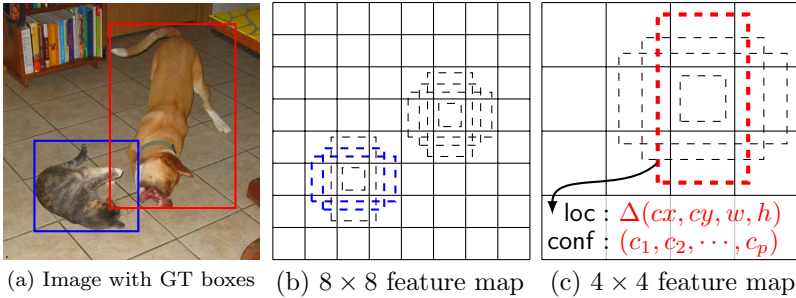 loc : Δ(cx, cy, w, h)
conf : (c₁, c₂, ⋯, cₚ)
(a) Image with GT boxes
(b) 8 × 8 feature map
(c) 4 × 4 feature map